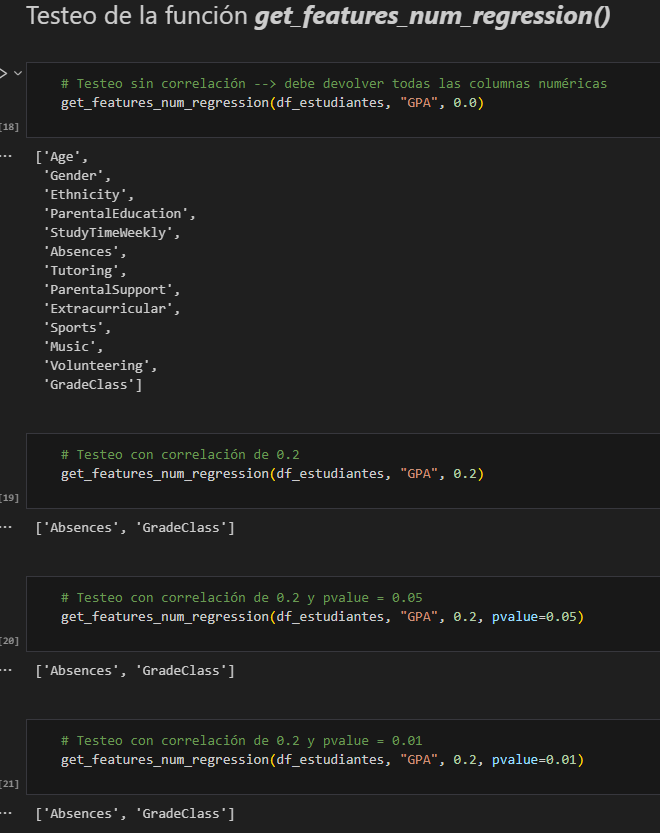 Testeo de la función get_features_num_regression()
# Testeo sin correlación --> debe devolver todas las columnas numéricas
get_features_num_regression(df_estudiantes, "GPA", 0.0)
[18]
... ['Age',
'Gender',
'Ethnicity',
'ParentalEducation',
'StudyTimeWeekly',
'Absences',
'Tutoring',
'ParentalSupport',
'Extracurricular',
'Sports',
'Music',
'Volunteering',
'GradeClass']
# Testeo con correlación de 0.2
get_features_num_regression(df_estudiantes, "GPA", 0.2)
[19]
... ['Absences', 'GradeClass']
# Testeo con correlación de 0.2 y pvalue = 0.05
get_features_num_regression(df_estudiantes, "GPA", 0.2, pvalue=0.05)
[20]
... ['Absences', 'GradeClass']
# Testeo con correlación de 0.2 y pvalue = 0.01
get_features_num_regression(df_estudiantes, "GPA", 0.2, pvalue=0.01)
[21]
... ['Absences', 'GradeClass']